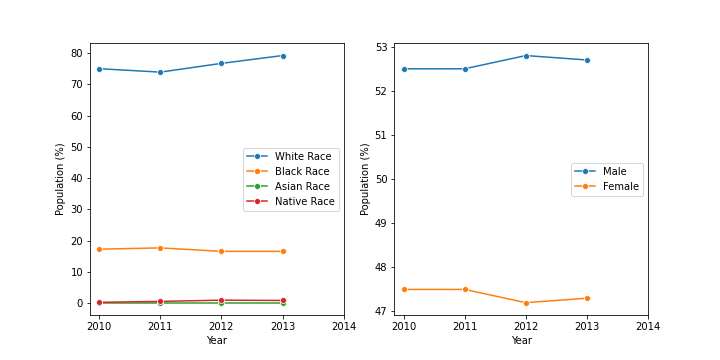 80
70
60
50
40
30
20
10
0
Population (%)
2010 2011 2012 2013 2014
Year
White Race
Black Race
Asian Race
Native Race
53
52
51
50
49
48
47
Population (%)
2010 2011 2012 2013 2014
Year
Male
Female